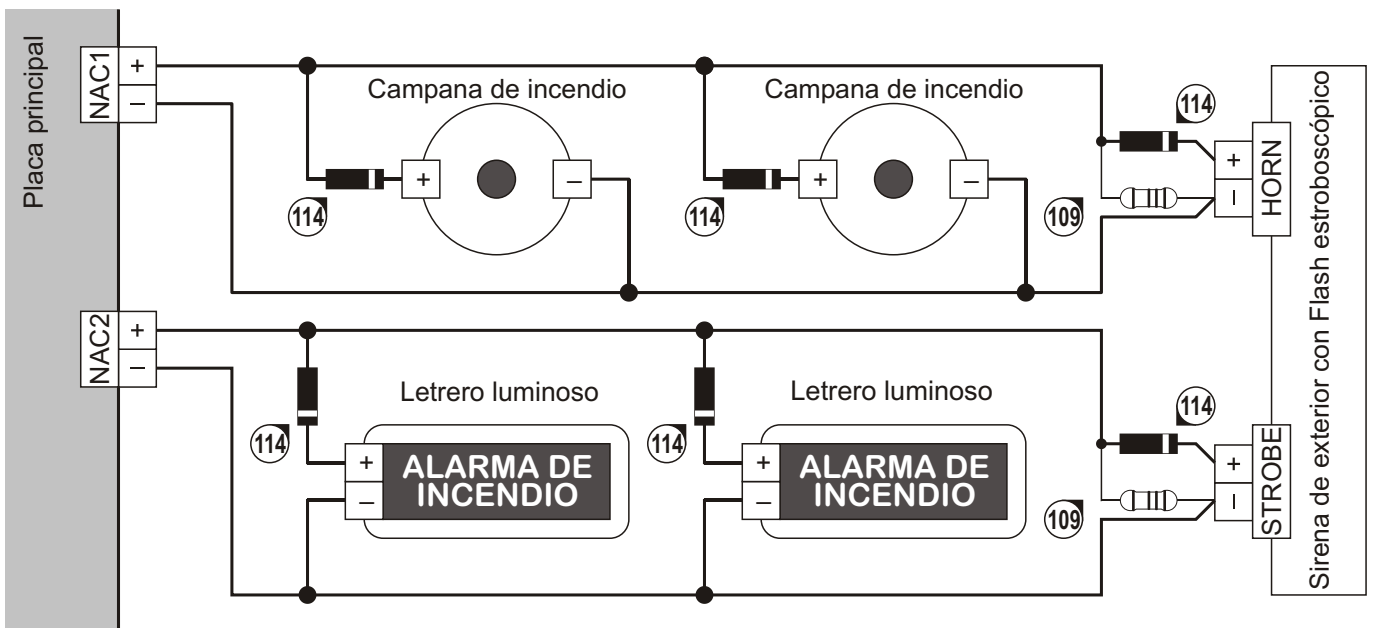 Placa principal
NAC1
+
–
Campana de incendio
+
–
114
Campana de incendio
+
–
114
114
109
+
–
HORN
Sirena de exterior con Flash estroboscópico
NAC2
+
–
Letrero luminoso
114
+
–
ALARMA DE
INCENDIO
Letrero luminoso
114
+
–
ALARMA DE
INCENDIO
114
109
+
–
STROBE